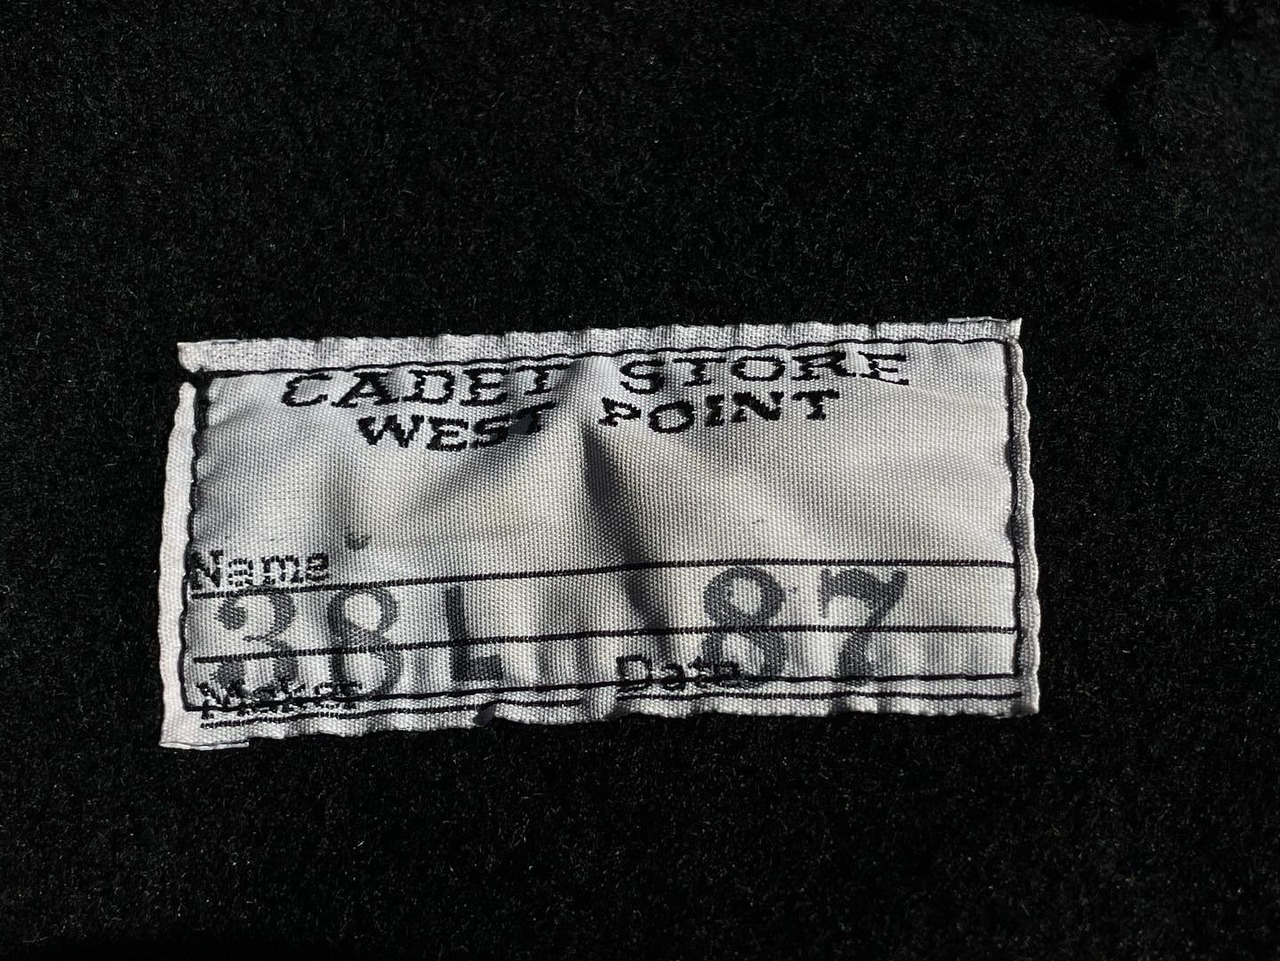 CADET STORE
WEST POINT
Name
38L 87
Maker Date